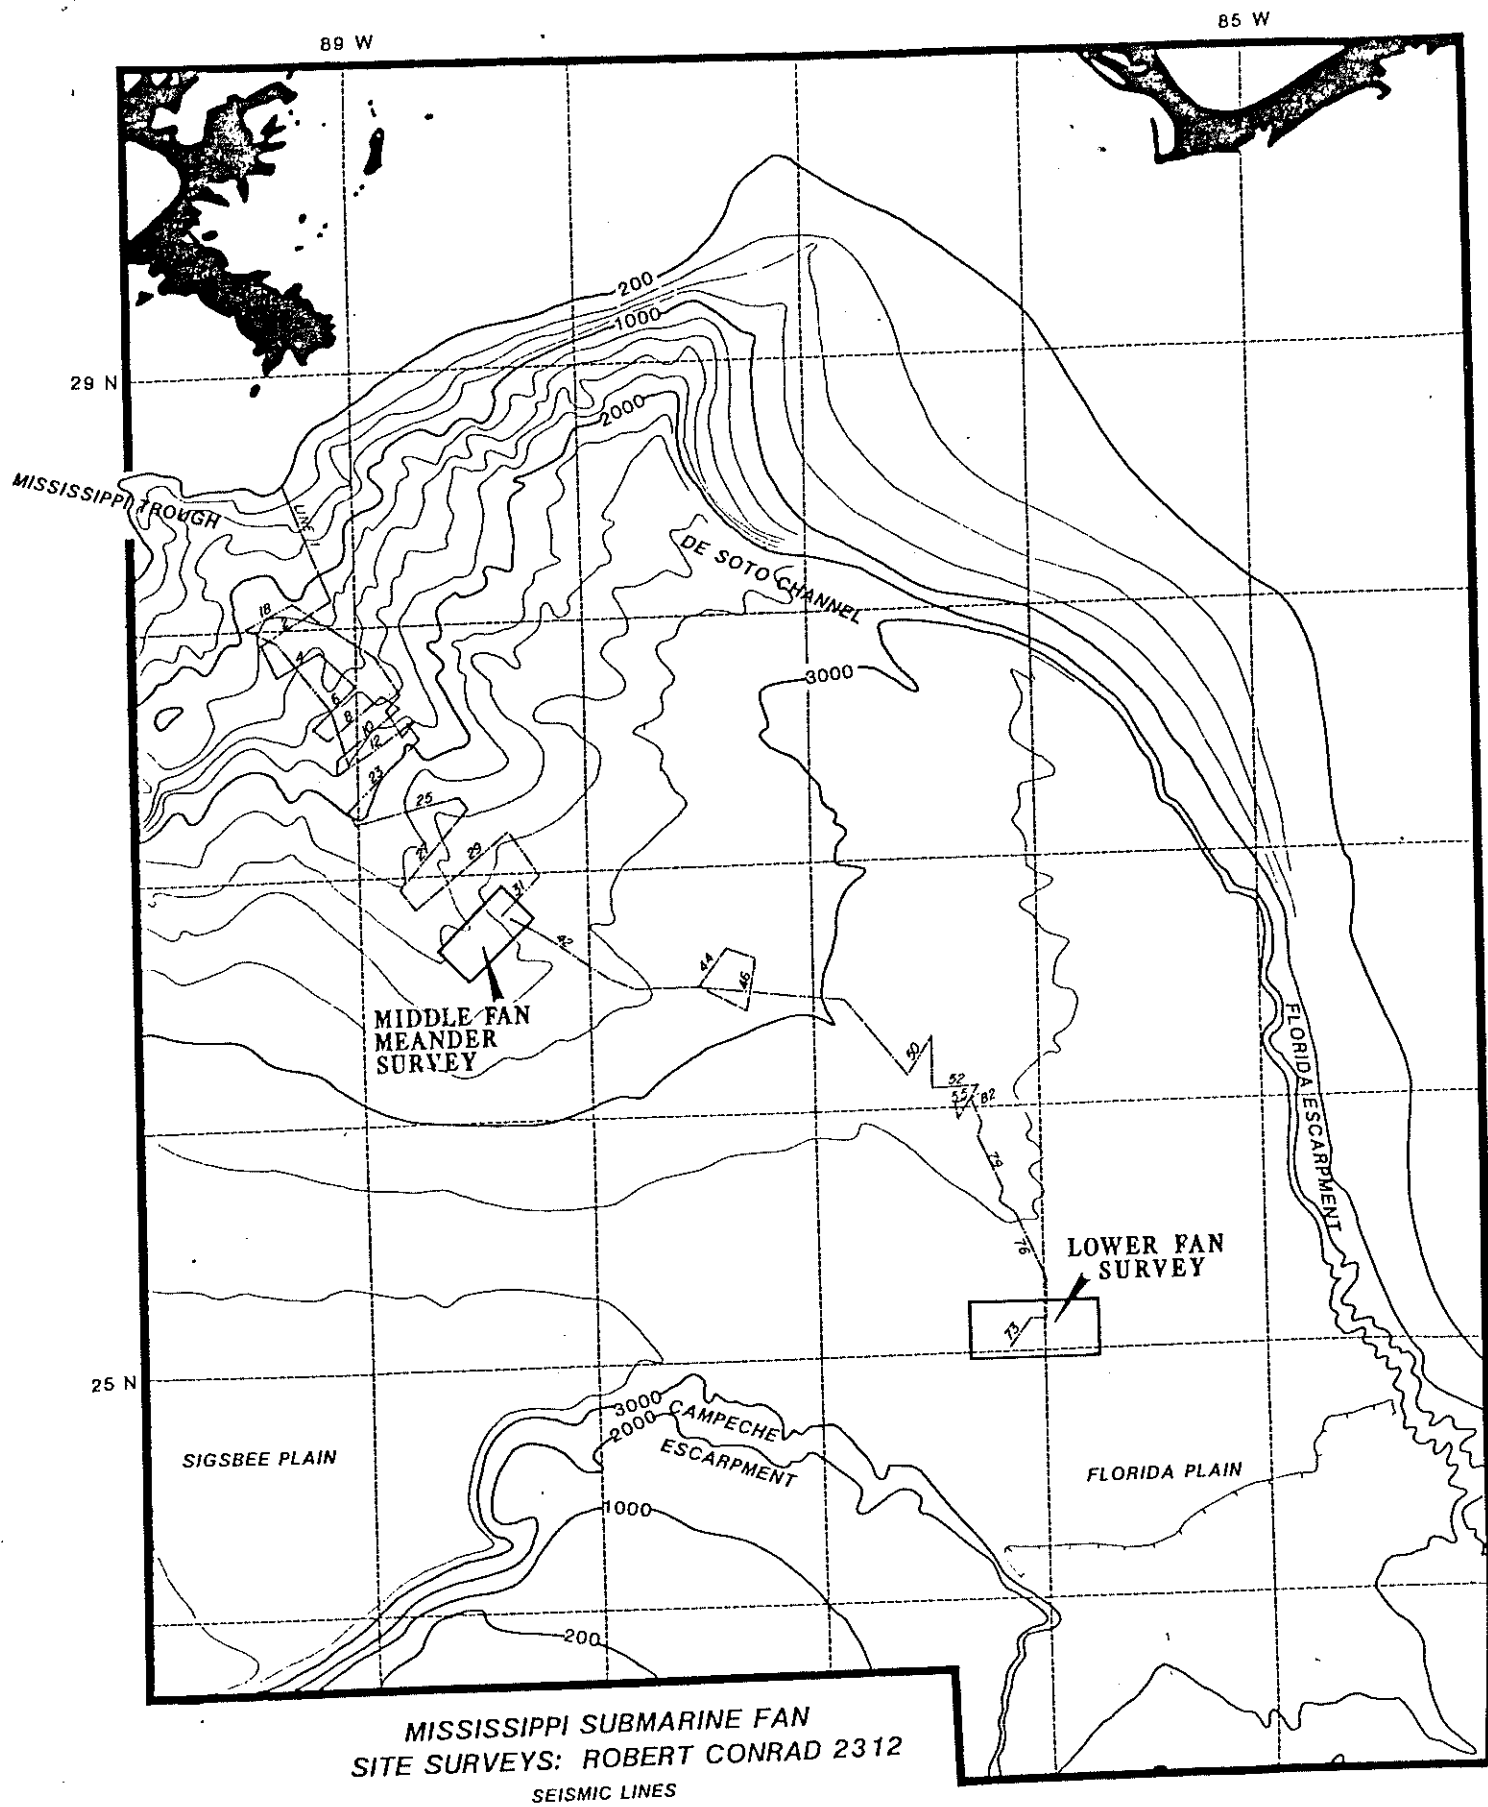 85 W
89 W
200
1000
29 N
2000
MISSISSIPPI TROUGH
LINE 1
DE SOTO CHANNEL
18
2
3000
4
6
8
10
12
23
25
27
29
31
42
44
46
MIDDLE FAN
MEANDER
SURVEY
50
52
55
82
FLORIDA ESCARPMENT
79
76
LOWER FAN
SURVEY
73
25 N
3000
2000
CAMPECHE
ESCARPMENT
SIGSBEE PLAIN
FLORIDA PLAIN
1000
200
MISSISSIPPI SUBMARINE FAN
SITE SURVEYS: ROBERT CONRAD 2312
SEISMIC LINES